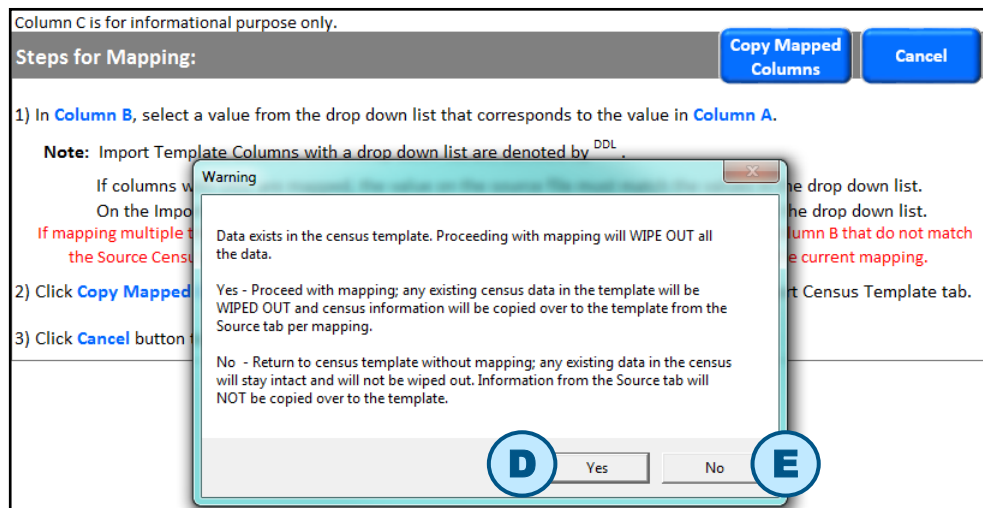 Column C is for informational purpose only.
Steps for Mapping:
Copy Mapped
Columns
Cancel
1) In Column B, select a value from the drop down list that corresponds to the value in Column A.
Note: Import Template Columns with a drop down list are denoted by DDL .
If columns w
he drop down list.
On the Impo
he drop down list.
If mapping multiple t
lumn B that do not match
the Source Censu
e current mapping.
2) Click Copy Mapped
rt Census Template tab.
3) Click Cancel button t
Warning
Data exists in the census template. Proceeding with mapping will WIPE OUT all
the data.
Yes - Proceed with mapping; any existing census data in the template will be
WIPED OUT and census information will be copied over to the template from the
Source tab per mapping.
No - Return to census template without mapping; any existing data in the census
will stay intact and will not be wiped out. Information from the Source tab will
NOT be copied over to the template.
D
Yes
No
E